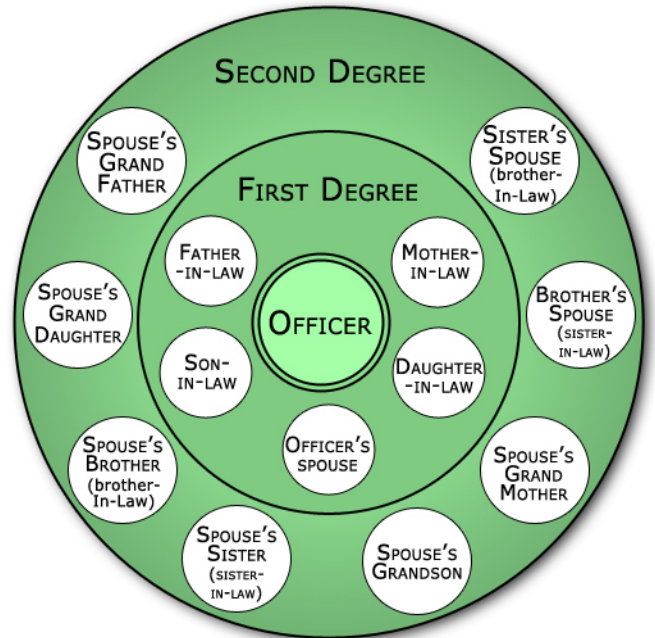 SECOND DEGREE
SPOUSE'S
GRAND
FATHER
SISTER'S
SPOUSE
(brother-
In-Law)
FIRST DEGREE
FATHER
-IN-LAW
MOTHER-
IN-LAW
SPOUSE'S
GRAND
DAUGHTER
OFFICER
BROTHER'S
SPOUSE
(SISTER-
IN-LAW)
SON-
IN-LAW
DAUGHTER
-IN-LAW
OFFICER'S
SPOUSE
SPOUSE'S
BROTHER
(brother-
In-Law)
SPOUSE'S
GRAND
MOTHER
SPOUSE'S
SISTER
(SISTER-
IN-LAW)
SPOUSE'S
GRANDSON